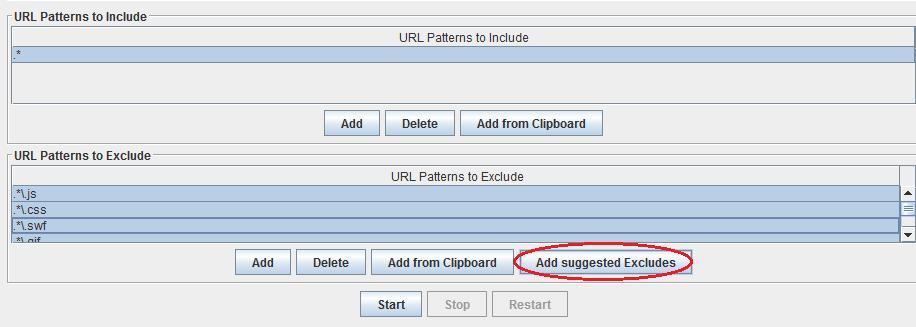 URL Patterns to Include
URL Patterns to Include
.*
Add Delete Add from Clipboard
URL Patterns to Exclude
URL Patterns to Exclude
.*\.js
.*\.css
.*\.swf
.*\.gif
Add Delete Add from Clipboard Add suggested Excludes
Start Stop Restart